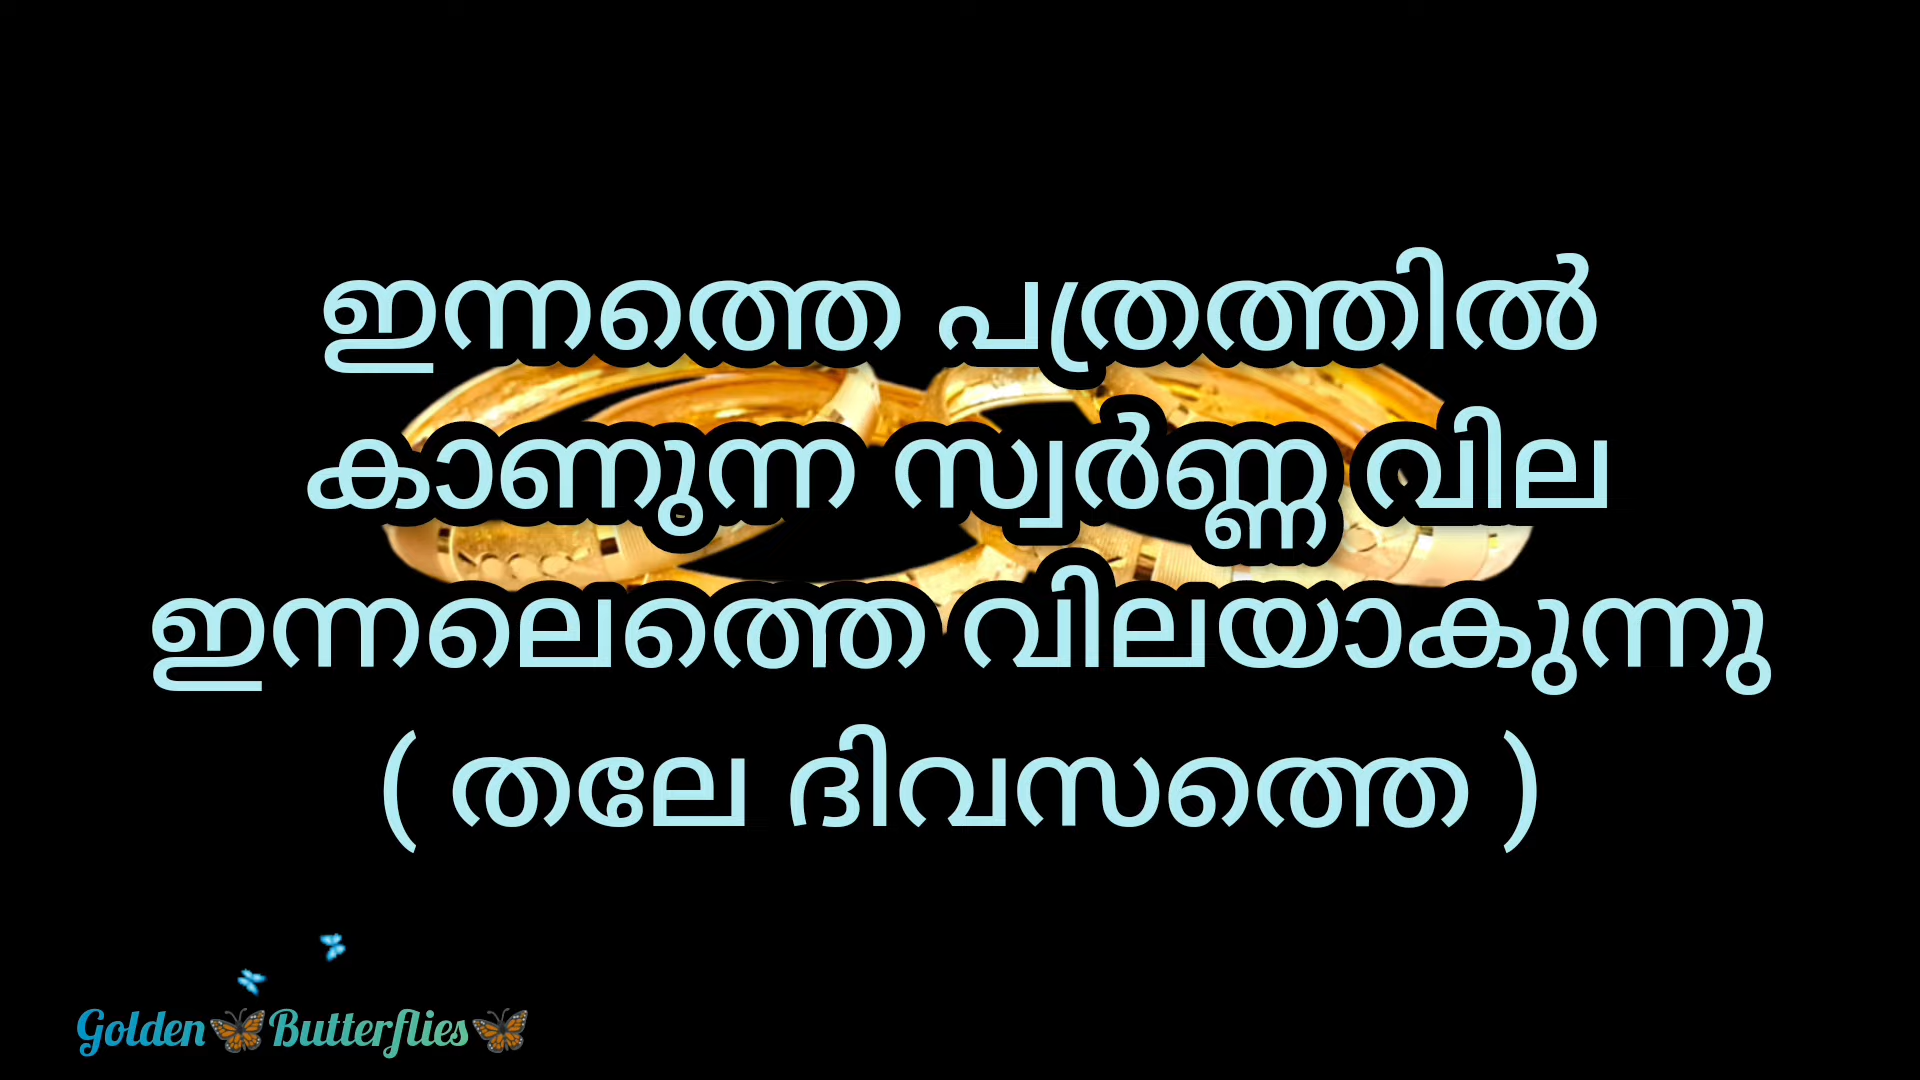 ഇന്നത്തെ പത്രത്തിൽ
കാണുന്ന സ്വർണ്ണ വില
ഇന്നലെത്തെ വിലയാകുന്നു
( തലേ ദിവസത്തെ )
Golden🦋Butterflies🦋